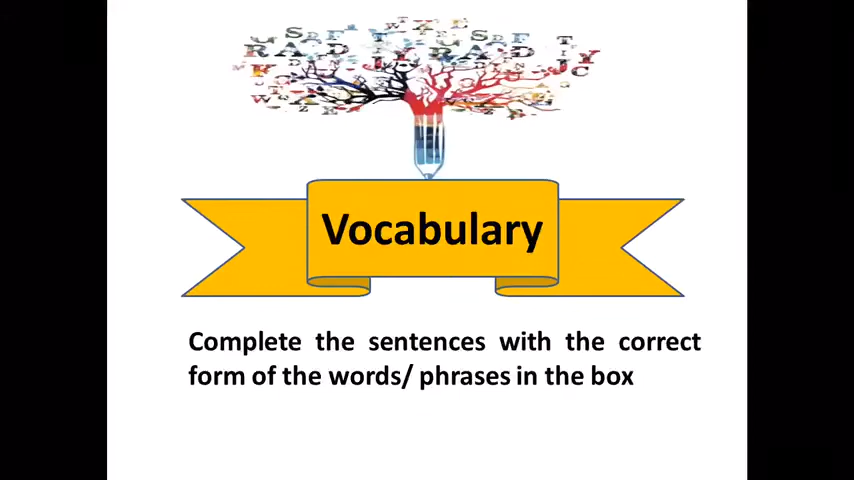 Vocabulary
Complete the sentences with the correct
form of the words/ phrases in the box